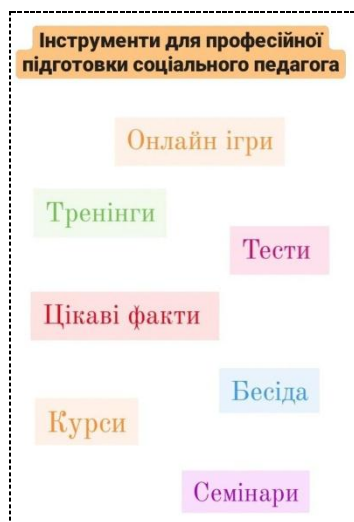 Інструменти для професійної
підготовки соціального педагога
Онлайн ігри
Тренінги
Тести
Цікаві факти
Бесіда
Курси
Семінари